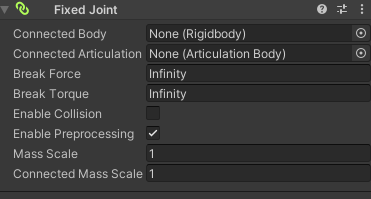 Fixed Joint
Connected Body None (Rigidbody)
Connected Articulation None (Articulation Body)
Break Force Infinity
Break Torque Infinity
Enable Collision
Enable Preprocessing
Mass Scale 1
Connected Mass Scale 1